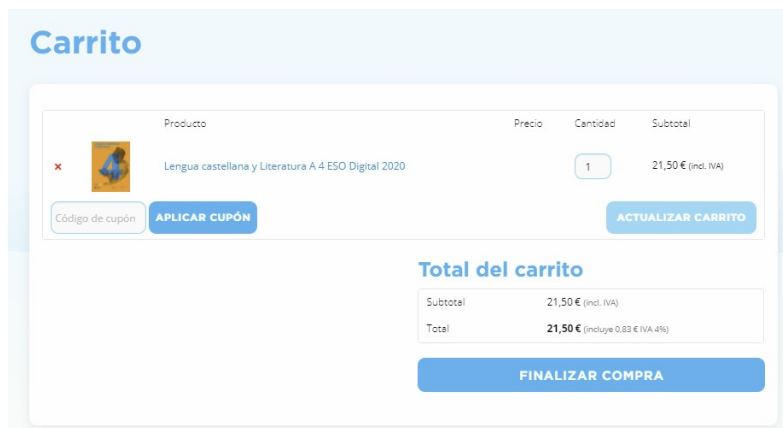 Carrito
Producto Precio Cantidad Subtotal
× Lengua castellana y Literatura A 4 ESO Digital 2020 1 21,50 € (incl. IVA)
4
Código de cupón APLICAR CUPÓN ACTUALIZAR CARRITO
Total del carrito
Subtotal 21,50 € (incl. IVA)
Total 21,50 € (incluye 0,83 € IVA 4%)
FINALIZAR COMPRA